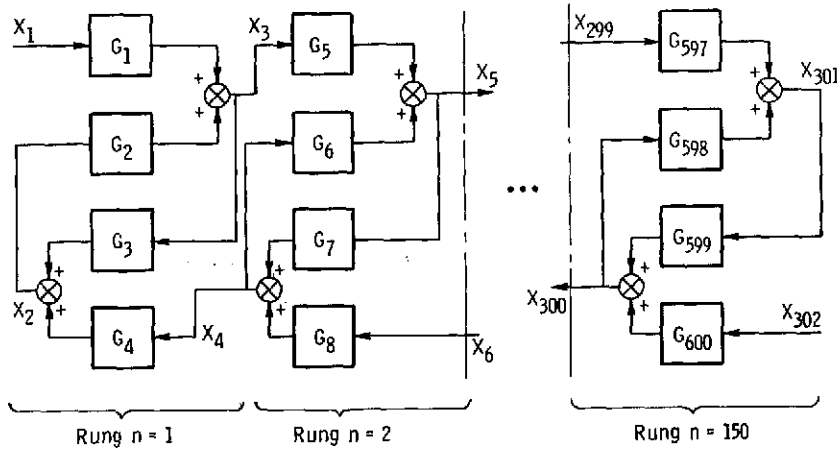 X1 G1 X3 G5 X299 G597
+ + X5 + X301
+ + +
G2 G6 G598
...
G3 G7 G599
+ + +
X2 + X4 + X300 +
G4 G8 X6 G600 X302
Rung n = 1 Rung n = 2 Rung n = 150